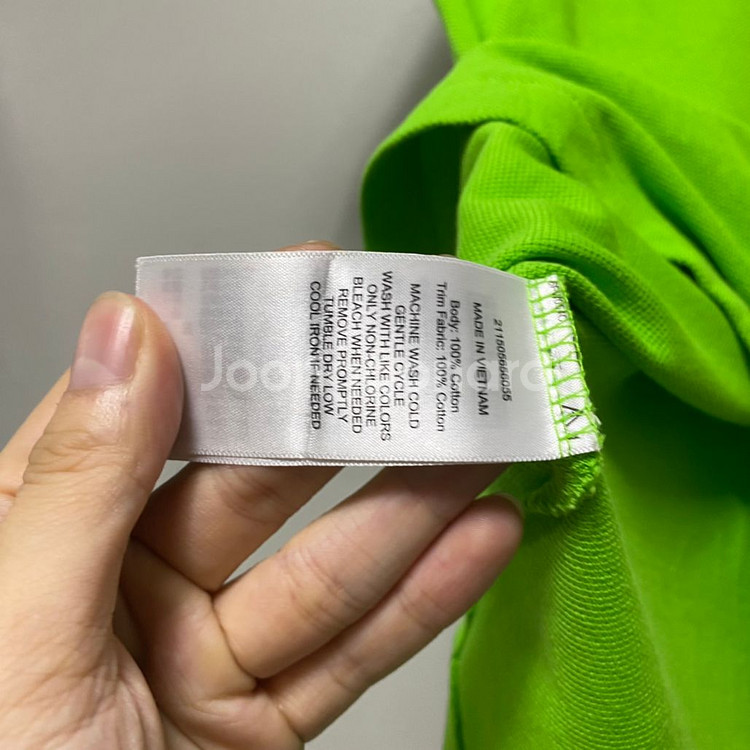 211505660055
MADE IN VIETNAM
Body: 100% Cotton
Trim Fabric: 100% Cotton
MACHINE WASH COLD
GENTLE CYCLE
WASH WITH LIKE COLORS
ONLY NON-CHLORINE
BLEACH WHEN NEEDED
REMOVE PROMPTLY
TUMBLE DRY LOW
COOL IRON IF NEEDED